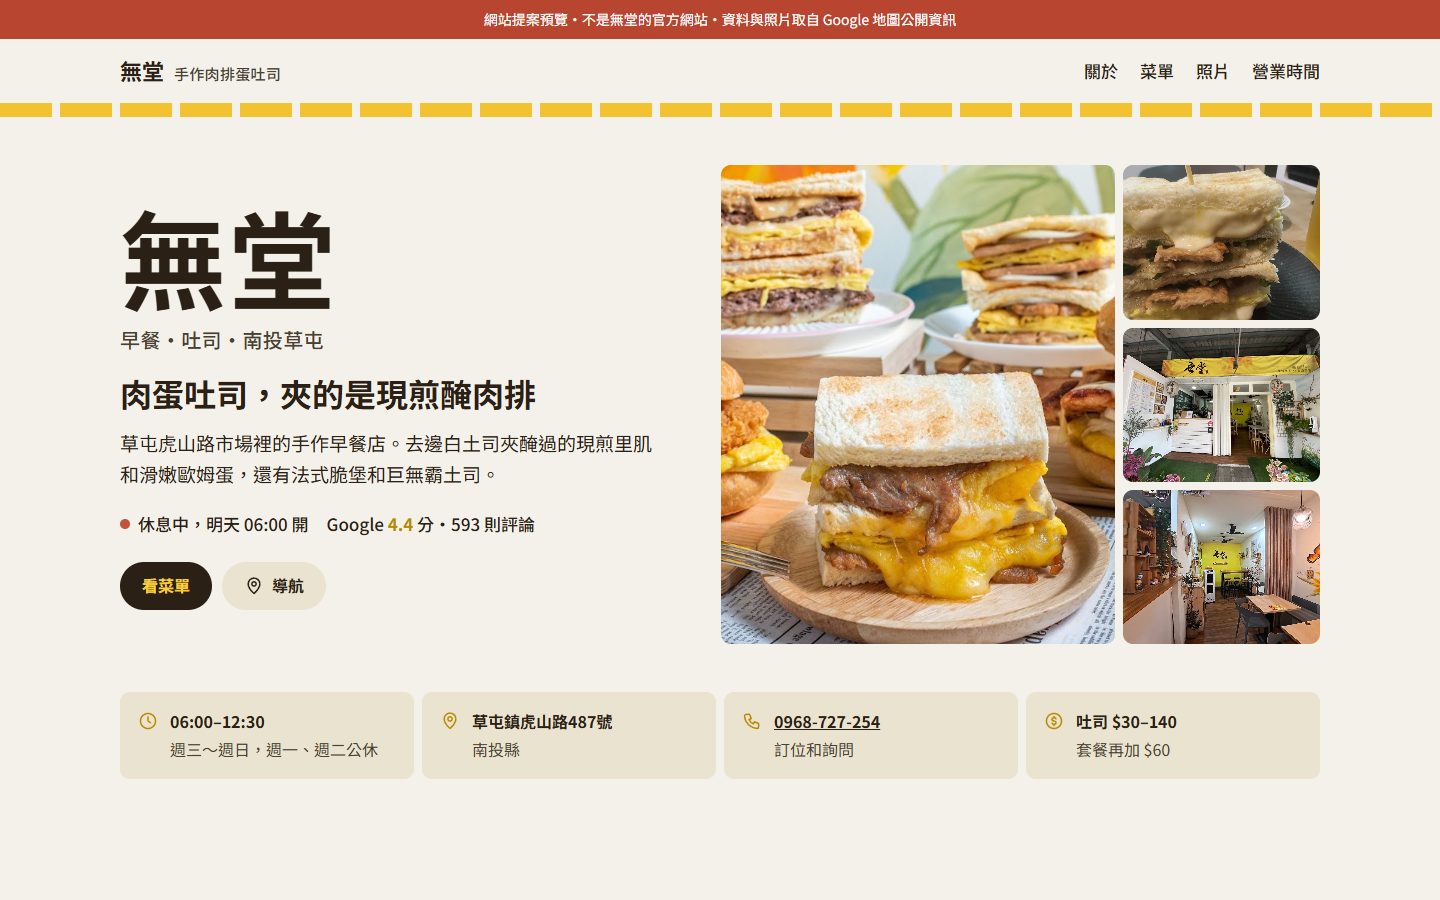 網站提案預覽・不是無堂的官方網站・資料與照片取自 Google 地圖公開資訊
無堂 手作肉排蛋吐司
關於 菜單 照片 營業時間
無堂
早餐・吐司・南投草屯
肉蛋吐司，夾的是現煎醃肉排
草屯虎山路市場裡的手作早餐店。去邊白土司夾醃過的現煎里肌
和滑嫩歐姆蛋，還有法式脆堡和巨無霸土司。
休息中，明天 06:00 開 Google 4.4 分・593 則評論
看菜單 導航
06:00–12:30
週三～週日，週一、週二公休
草屯鎮虎山路487號
南投縣
0968-727-254
訂位和詢問
吐司 $30–140
套餐再加 $60